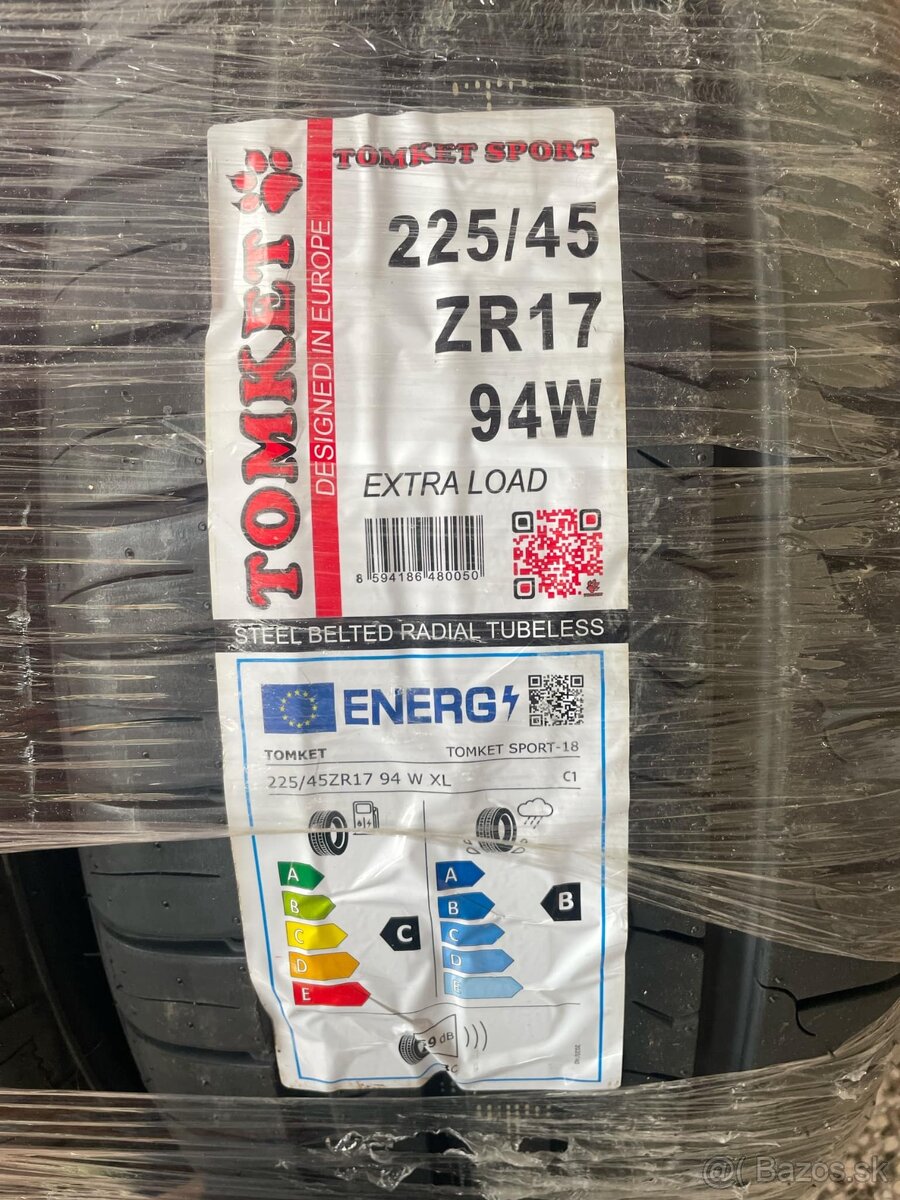 TOMKET SPORT
TOMKET
DESIGNED IN EUROPE
225/45
ZR17
94W
EXTRA LOAD
8 594186 480050
STEEL BELTED RADIAL TUBELESS
ENERG
TOMKET
TOMKET SPORT-18
225/45ZR17 94 W XL
C1
A
B
C
D
E
C
A
B
C
D
E
B
dB
Bazos.sk